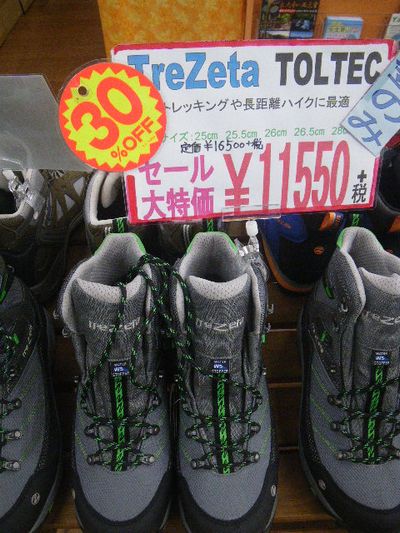 TreZeta TOLTEC
トレッキングや長距離ハイクに最適
サイズ：25cm 25.5cm 26cm 26.5cm 28c
定価￥16500+税
セール
大特価 ￥11550+税
30%OFF
TreZeta
TreZeta